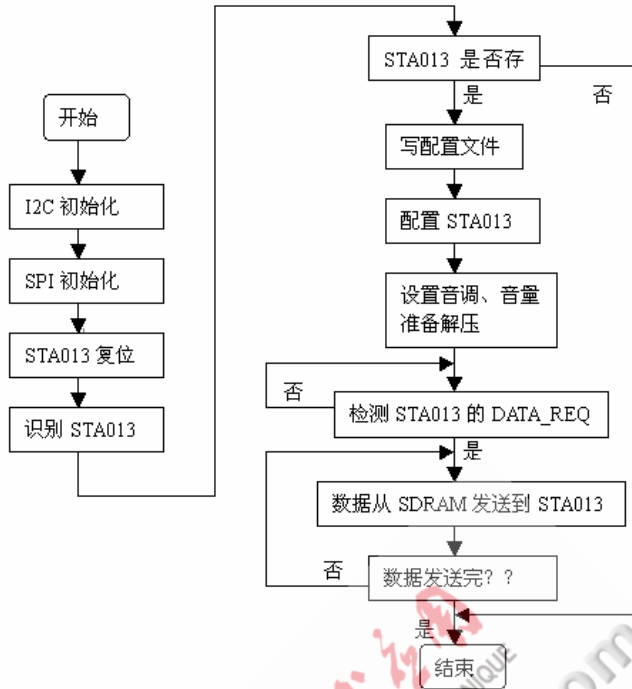 开始
I2C 初始化
SPI 初始化
STA013 复位
识别 STA013
STA013 是否存
是
否
写配置文件
配置 STA013
设置音调、音量
准备解压
否
检测 STA013 的 DATA_REQ
是
数据从 SDRAM 发送到 STA013
否
数据发送完？？
是
结束